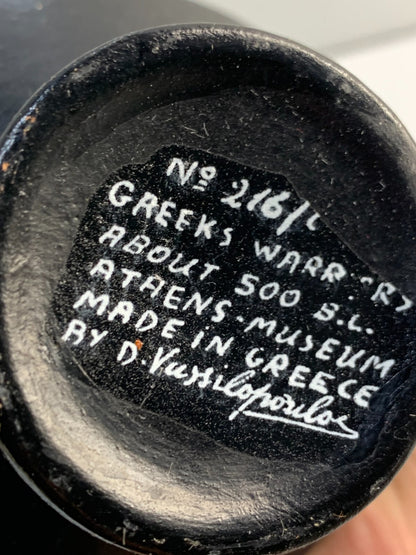 Nº 216/
GREEKS WARR
ABOUT 500 B.C.
ATHENS-MUSEUM
MADE IN GREECE
BY D. Vassilopoulos